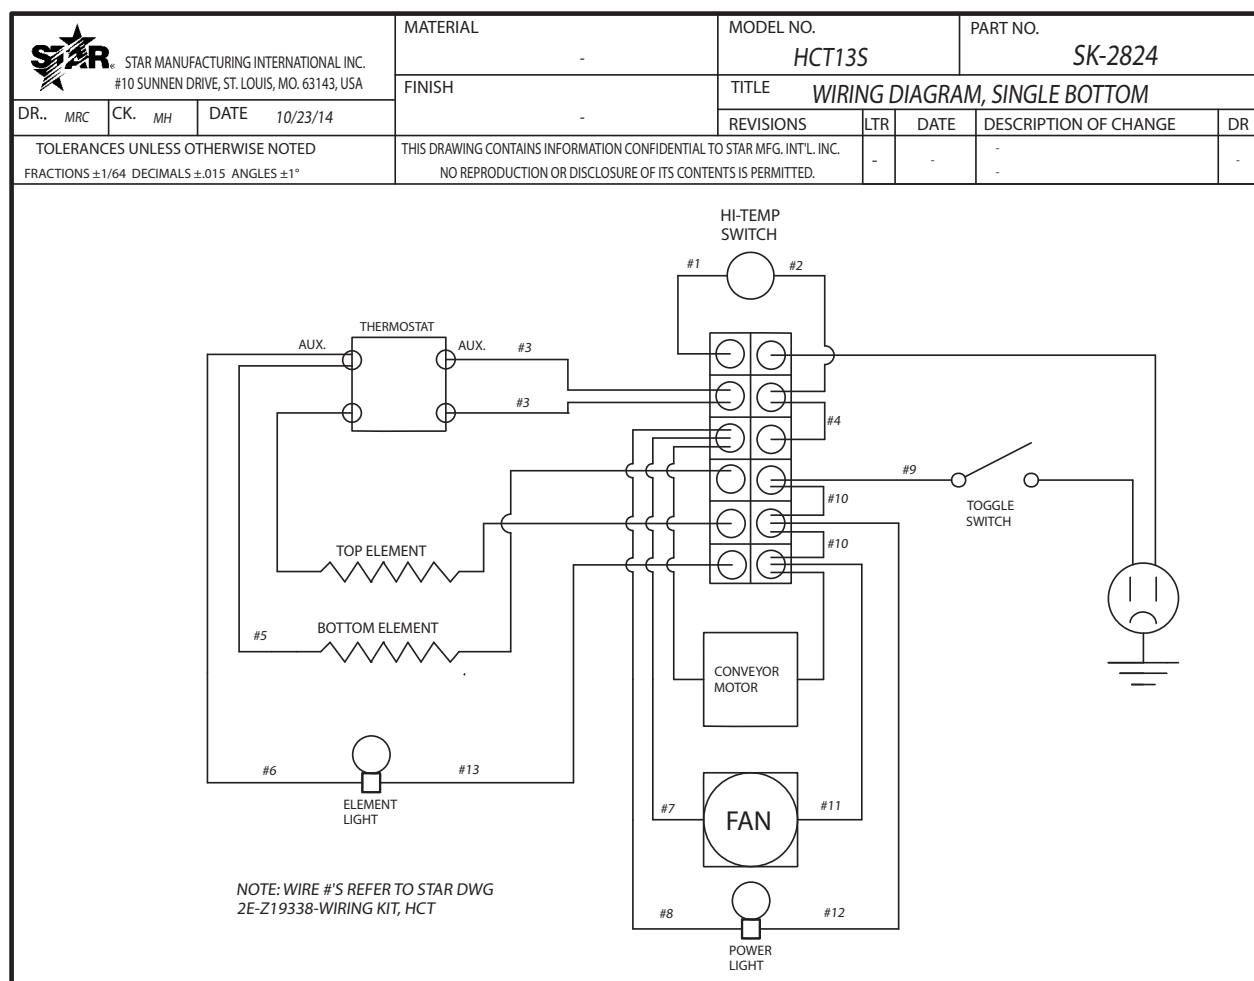 STAR® STAR MANUFACTURING INTERNATIONAL INC.
#10 SUNNEN DRIVE, ST. LOUIS, MO. 63143, USA
DR.. MRC CK. MH DATE 10/23/14
TOLERANCES UNLESS OTHERWISE NOTED
FRACTIONS ±1/64 DECIMALS ±.015 ANGLES ±1°
MATERIAL
-
FINISH
-
THIS DRAWING CONTAINS INFORMATION CONFIDENTIAL TO STAR MFG. INT'L. INC.
NO REPRODUCTION OR DISCLOSURE OF ITS CONTENTS IS PERMITTED.
MODEL NO.
HCT13S
PART NO.
SK-2824
TITLE WIRING DIAGRAM, SINGLE BOTTOM
REVISIONS LTR DATE DESCRIPTION OF CHANGE DR
- - - -
-
HI-TEMP
SWITCH
#1 #2
THERMOSTAT
AUX. AUX. #3
#3
#4
#9
#10
TOGGLE
SWITCH
#10
TOP ELEMENT
BOTTOM ELEMENT
#5
CONVEYOR
MOTOR
#6 #13
ELEMENT
LIGHT
#7 FAN #11
NOTE: WIRE #'S REFER TO STAR DWG
2E-Z19338-WIRING KIT, HCT
#8 #12
POWER
LIGHT